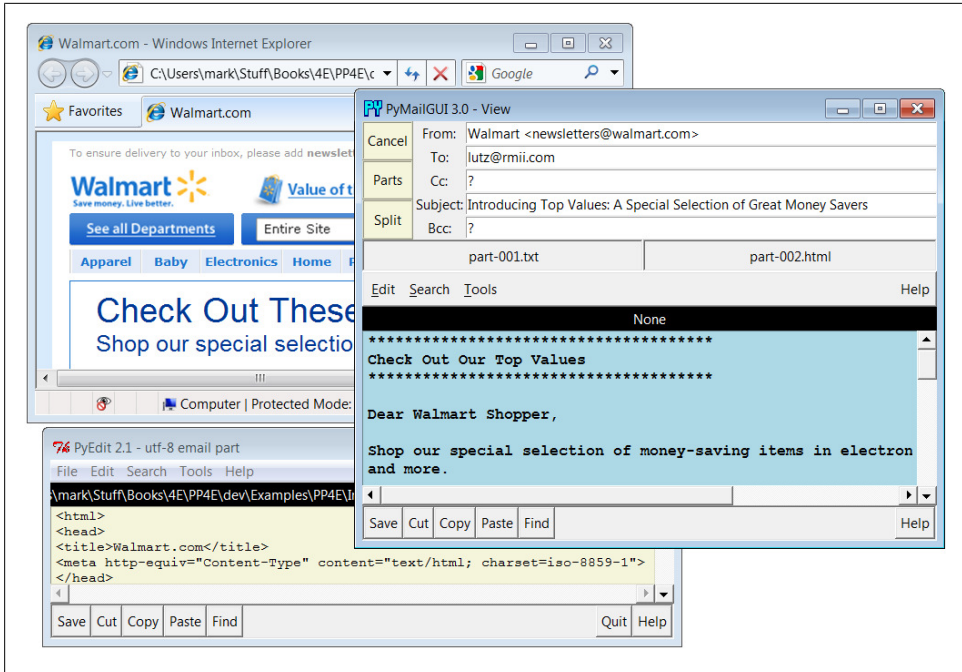 Walmart.com - Windows Internet Explorer
C:\Users\mark\Stuff\Books\4E\PP4E\c
Google
Favorites
Walmart.com
To ensure delivery to your inbox, please add newslet
Walmart
Save money. Live better.
Value of t
See all Departments
Entire Site
Apparel Baby Electronics Home
Check Out These
Shop our special selectio
Computer | Protected Mode:
PY PyMailGUI 3.0 - View
Cancel
Parts
Split
From: Walmart <newsletters@walmart.com>
To: lutz@rmii.com
Cc: ?
Subject: Introducing Top Values: A Special Selection of Great Money Savers
Bcc: ?
part-001.txt part-002.html
Edit Search Tools Help
None
***************************************
Check Out Our Top Values
***************************************
Dear Walmart Shopper,
Shop our special selection of money-saving items in electron
and more.
Save Cut Copy Paste Find Help
PyEdit 2.1 - utf-8 email part
File Edit Search Tools Help
\mark\Stuff\Books\4E\PP4E\dev\Examples\PP4E\In
<html>
<head>
<title>Walmart.com</title>
<meta http-equiv="Content-Type" content="text/html; charset=iso-8859-1">
</head>
Save Cut Copy Paste Find Quit Help